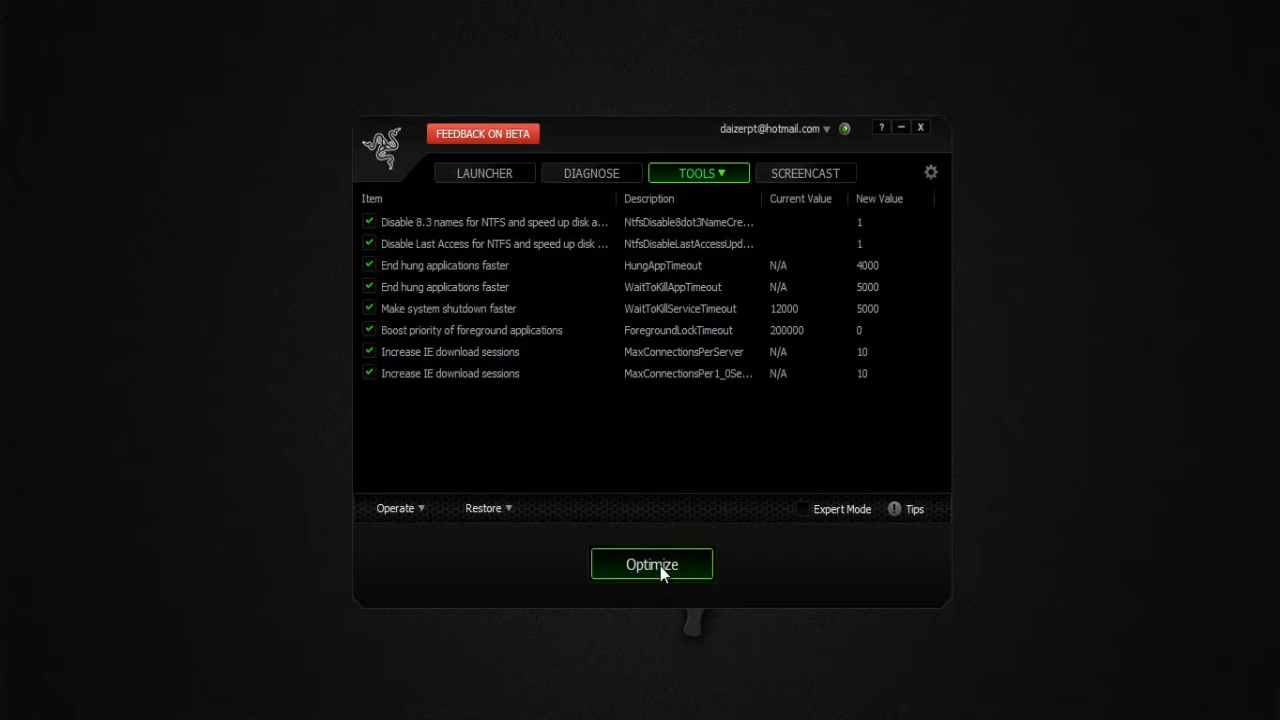 FEEDBACK ON BETA
daizerpt@hotmail.com
? – X
LAUNCHER DIAGNOSE TOOLS SCREENCAST
Item Description Current Value New Value
Disable 8.3 names for NTFS and speed up disk a... NtfsDisable8dot3NameCre... 1
Disable Last Access for NTFS and speed up disk ... NtfsDisableLastAccessUpd... 1
End hung applications faster HungAppTimeout N/A 4000
End hung applications faster WaitToKillAppTimeout N/A 5000
Make system shutdown faster WaitToKillServiceTimeout 12000 5000
Boost priority of foreground applications ForegroundLockTimeout 200000 0
Increase IE download sessions MaxConnectionsPerServer N/A 10
Increase IE download sessions MaxConnectionsPer1_0Se... N/A 10
Operate Restore Expert Mode ! Tips
Optimize